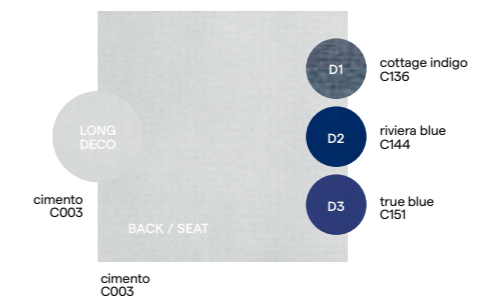 D1
cottage indigo
C136
LONG
DECO
D2
riviera blue
C144
cimento
C003
D3
true blue
C151
BACK / SEAT
cimento
C003